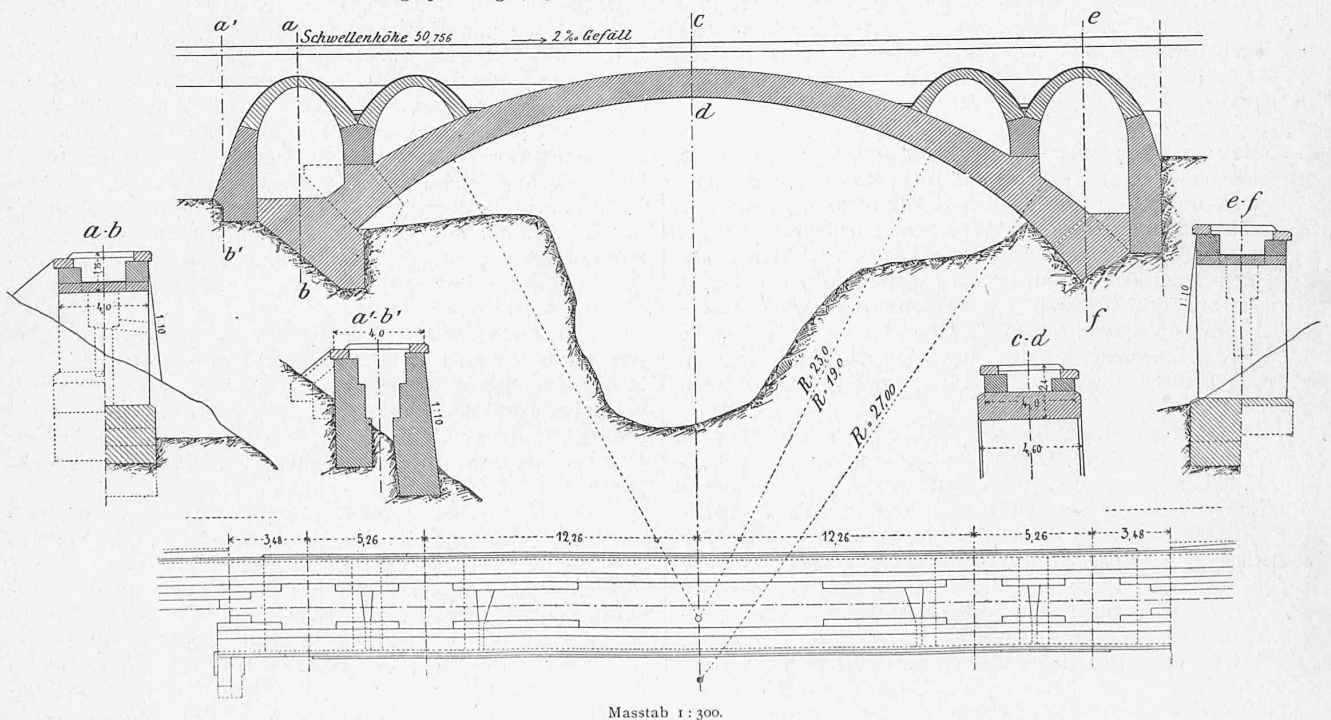 a' a c e
Schwellenhöhe 50,756 → 2 ‰ Gefäll
d
b'
b
f
a-b
1,75
4,0
1:10
a'-b'
4,0
1:10
e-f
1:10
c-d
1,24
4,0
4,60
R = 23,0
R = 19,0
R = 27,00
3,48 5,26 12,26 12,26 5,26 3,48
Masstab 1 : 300.